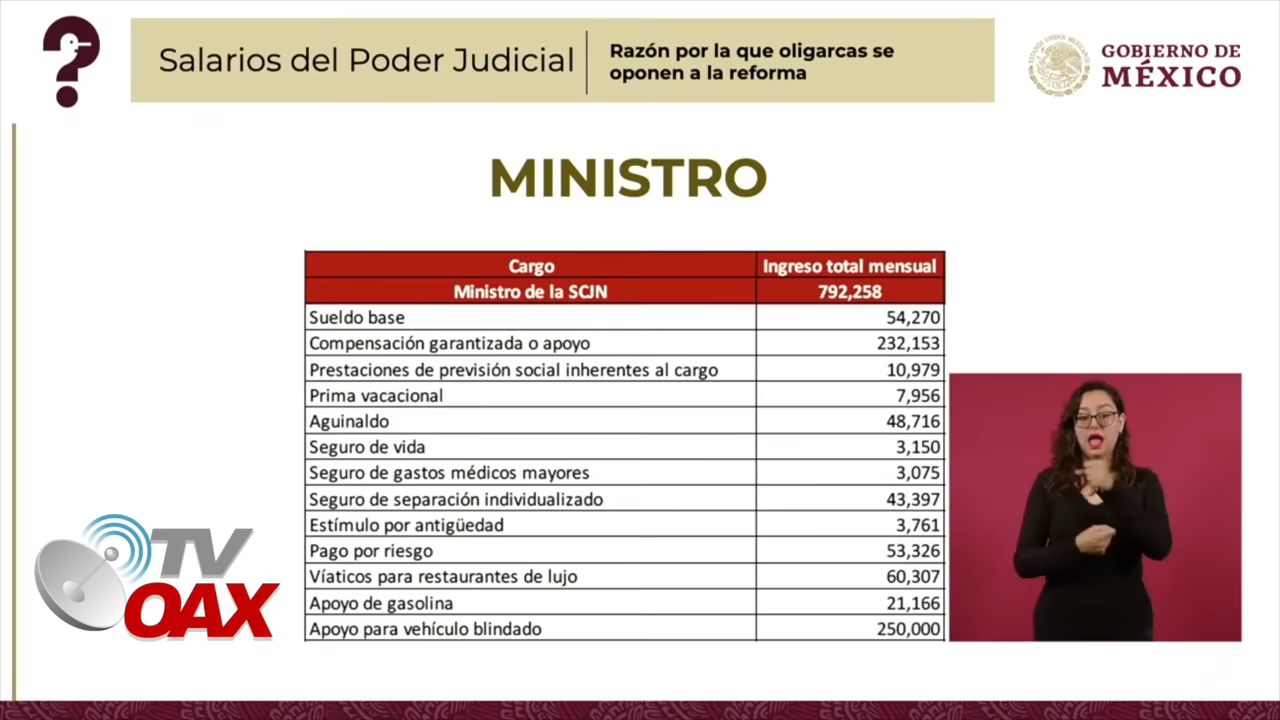 Salarios del Poder Judicial
Razón por la que oligarcas se
oponen a la reforma
GOBIERNO DE
MÉXICO
MINISTRO
Cargo Ingreso total mensual
Ministro de la SCJN 792,258
Sueldo base 54,270
Compensación garantizada o apoyo 232,153
Prestaciones de previsión social inherentes al cargo 10,979
Prima vacacional 7,956
Aguinaldo 48,716
Seguro de vida 3,150
Seguro de gastos médicos mayores 3,075
Seguro de separación individualizado 43,397
Estímulo por antigüedad 3,761
Pago por riesgo 53,326
Víaticos para restaurantes de lujo 60,307
Apoyo de gasolina 21,166
Apoyo para vehículo blindado 250,000
TV
OAX